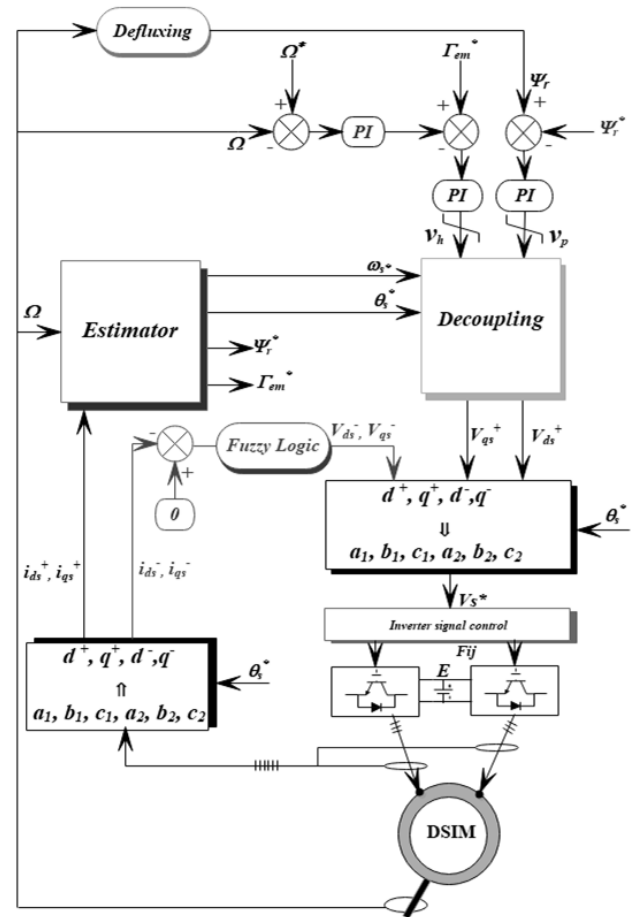 Defluxing
Ω*
Γem*
Ψr
+
+
+
PI
Ω
-
-
-
Ψr*
PI
PI
vh
vp
ωs*
θs*
Ω
Estimator
Decoupling
Ψr*
Γem*
Vqs+
Vds+
-
Fuzzy Logic
Vds-, Vqs-
+
0
d+, q+, d-,q-
⇓
a1, b1, c1, a2, b2, c2
θs*
ids+, iqs+
ids-, iqs-
Vs*
Inverter signal control
Fij
E
d+, q+, d-,q-
⇑
a1, b1, c1, a2, b2, c2
θs*
DSIM